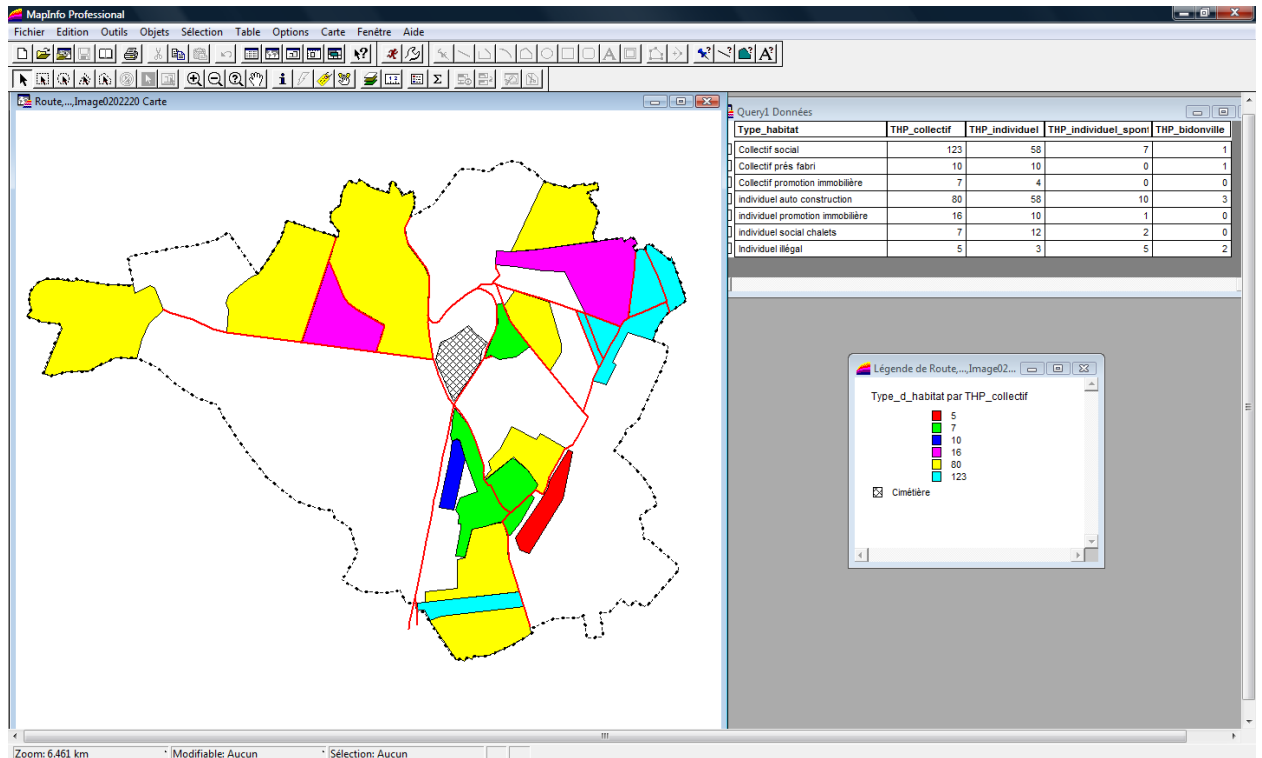 MapInfo Professional
Fichier Edition Outils Objets Sélection Table Options Carte Fenêtre Aide
Route,...,Image0202220 Carte
Query1 Données
Type_habitat THP_collectif THP_individuel THP_individuel_spont THP_bidonville
Collectif social 123 58 7 1
Collectif prés fabri 10 10 0 1
Collectif promotion immobilière 7 4 0 0
individuel auto construction 80 58 10 3
individuel promotion immobilière 16 10 1 0
individuel social chalets 7 12 2 0
Individuel illégal 5 3 5 2
Légende de Route,...,Image02...
Type_d_habitat par THP_collectif
5
7
10
16
80
123
Cimétière
Zoom: 6.461 km Modifiable: Aucun Sélection: Aucun